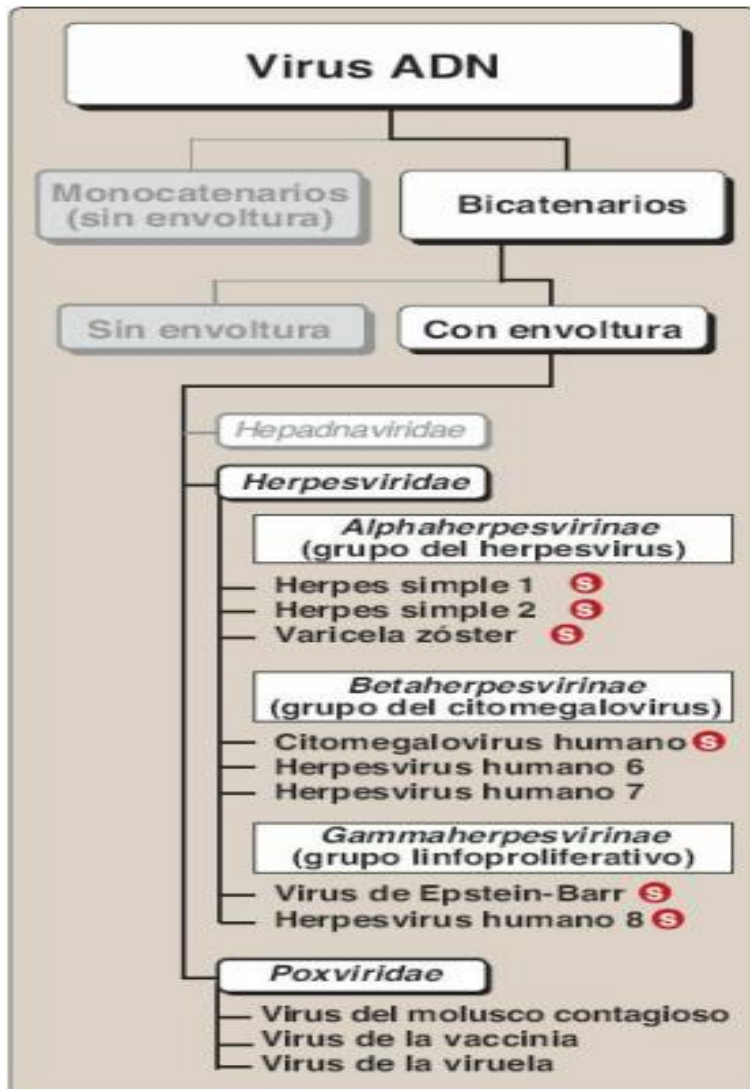 Virus ADN
Monocatenarios
(sin envoltura)
Bicatenarios
Sin envoltura
Con envoltura
Hepadnaviridae
Herpesviridae
Alphaherpesvirinae
(grupo del herpesvirus)
Herpes simple 1 S
Herpes simple 2 S
Varicela zóster S
Betaherpesvirinae
(grupo del citomegalovirus)
Citomegalovirus humano S
Herpesvirus humano 6
Herpesvirus humano 7
Gammaherpesvirinae
(grupo linfoproliferativo)
Virus de Epstein-Barr S
Herpesvirus humano 8 S
Poxviridae
Virus del molusco contagioso
Virus de la vaccinia
Virus de la viruela